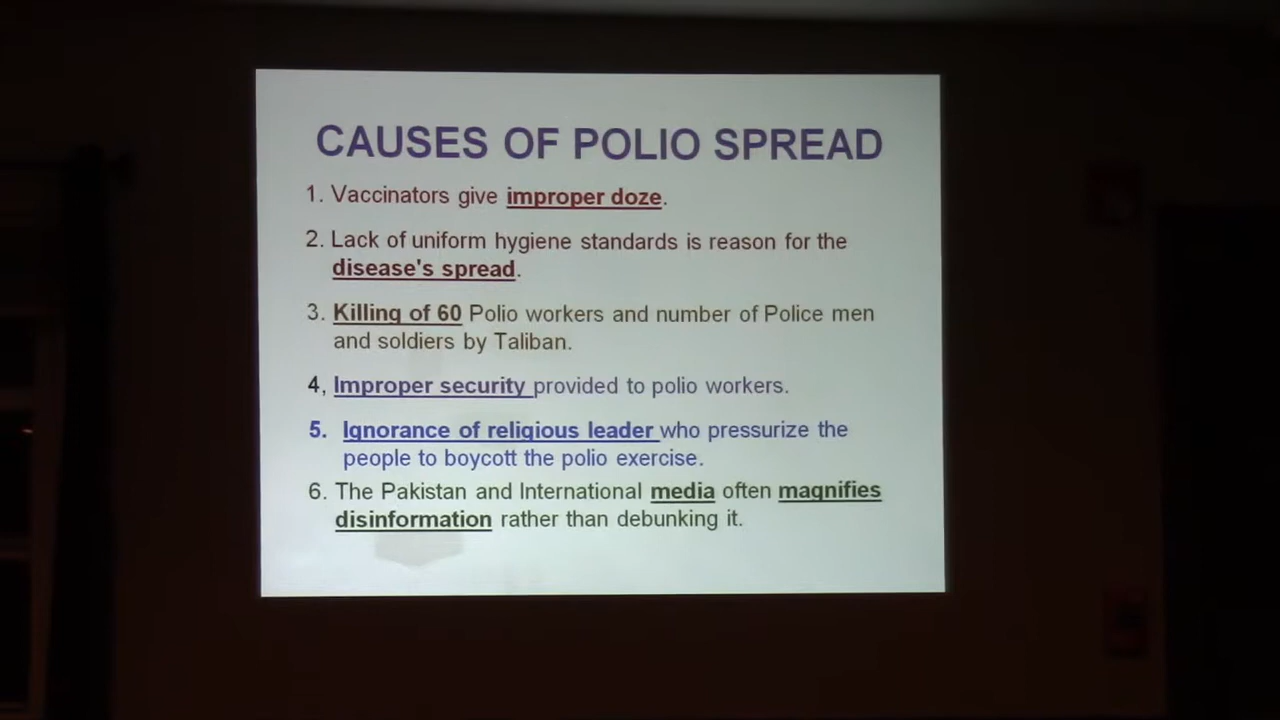 CAUSES OF POLIO SPREAD
1. Vaccinators give improper doze.
2. Lack of uniform hygiene standards is reason for the
disease's spread.
3. Killing of 60 Polio workers and number of Police men
and soldiers by Taliban.
4, Improper security provided to polio workers.
5. Ignorance of religious leader who pressurize the
people to boycott the polio exercise.
6. The Pakistan and International media often magnifies
disinformation rather than debunking it.